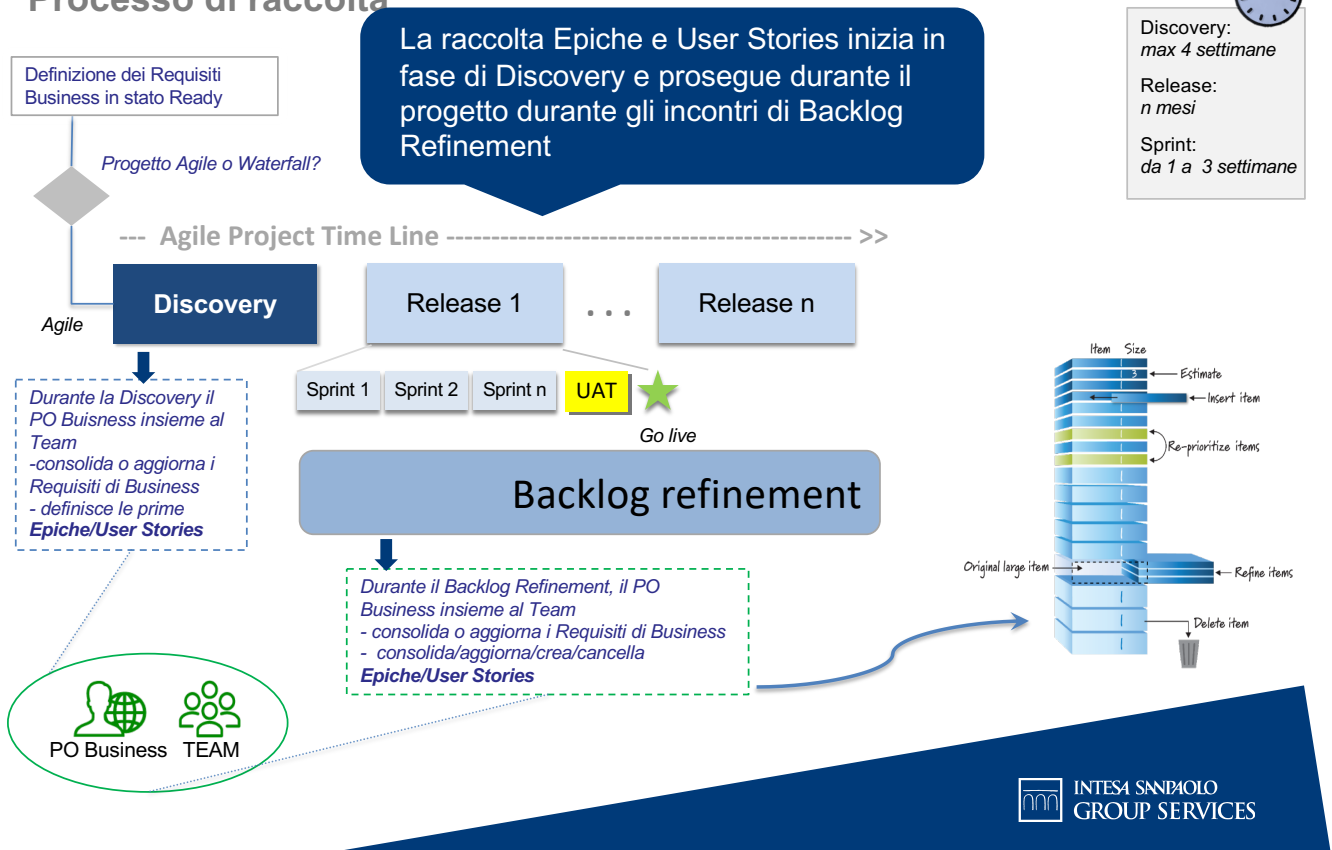 Processo di raccolta
La raccolta Epiche e User Stories inizia in
fase di Discovery e prosegue durante il
progetto durante gli incontri di Backlog
Refinement
Discovery:
max 4 settimane
Release:
n mesi
Sprint:
da 1 a 3 settimane
Definizione dei Requisiti
Business in stato Ready
Progetto Agile o Waterfall?
--- Agile Project Time Line --------------------------------------------- >>
Agile
Discovery
Release 1
. . .
Release n
Sprint 1
Sprint 2
Sprint n
UAT
Go live
Durante la Discovery il
PO Buisness insieme al
Team
-consolida o aggiorna i
Requisiti di Business
- definisce le prime
Epiche/User Stories
Backlog refinement
Durante il Backlog Refinement, il PO
Business insieme al Team
- consolida o aggiorna i Requisiti di Business
- consolida/aggiorna/crea/cancella
Epiche/User Stories
Item Size
3
Estimate
Insert item
Re-prioritize items
Original large item
Refine items
Delete item
PO Business
TEAM
INTESA SANPAOLO
GROUP SERVICES